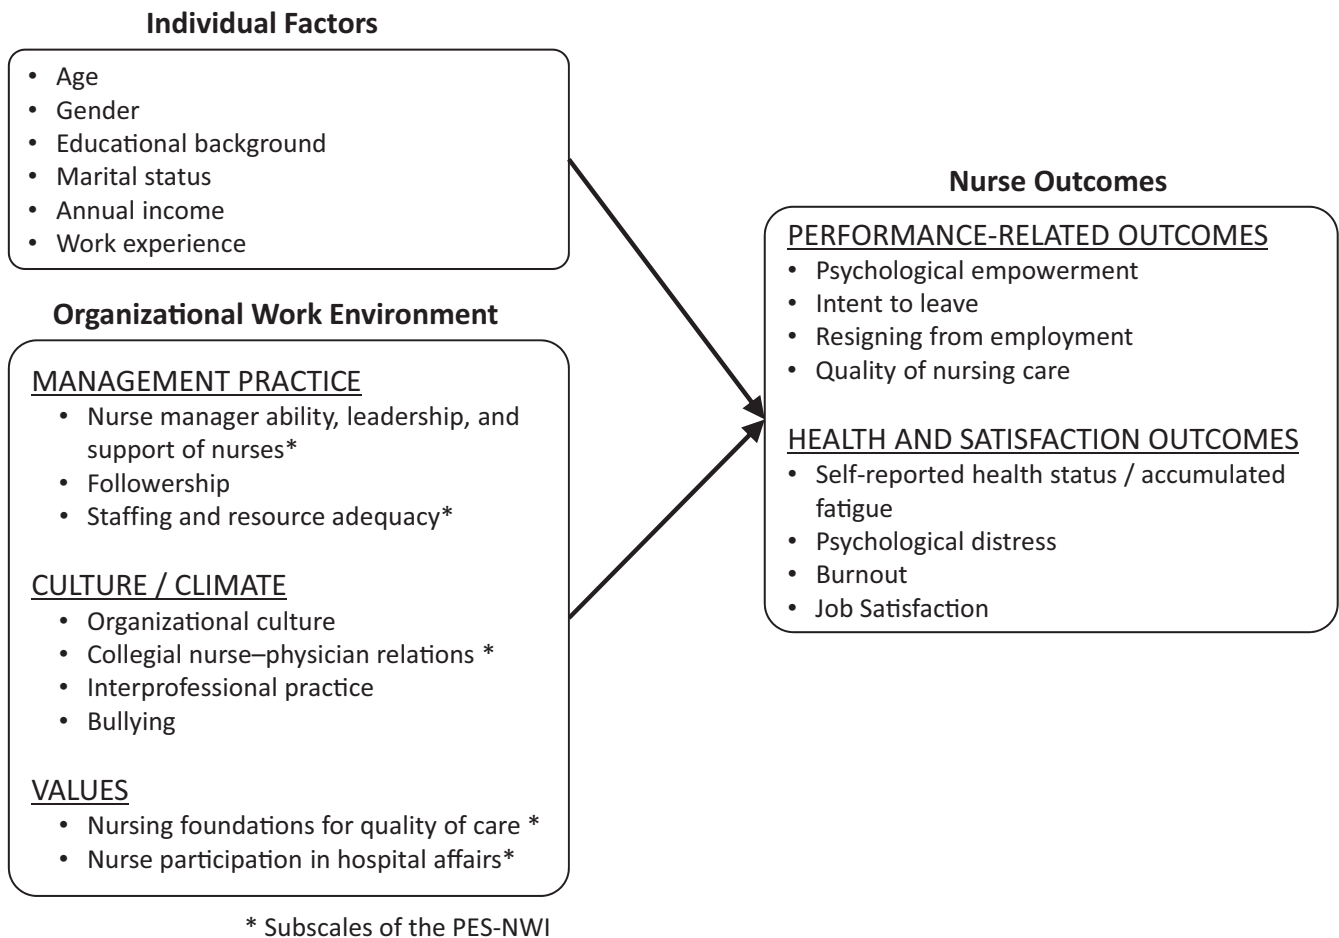 Individual Factors
• Age
• Gender
• Educational background
• Marital status
• Annual income
• Work experience
Organizational Work Environment
MANAGEMENT PRACTICE
• Nurse manager ability, leadership, and
support of nurses*
• Followership
• Staffing and resource adequacy*
CULTURE / CLIMATE
• Organizational culture
• Collegial nurse–physician relations *
• Interprofessional practice
• Bullying
VALUES
• Nursing foundations for quality of care *
• Nurse participation in hospital affairs*
* Subscales of the PES-NWI
Nurse Outcomes
PERFORMANCE-RELATED OUTCOMES
• Psychological empowerment
• Intent to leave
• Resigning from employment
• Quality of nursing care
HEALTH AND SATISFACTION OUTCOMES
• Self-reported health status / accumulated
fatigue
• Psychological distress
• Burnout
• Job Satisfaction